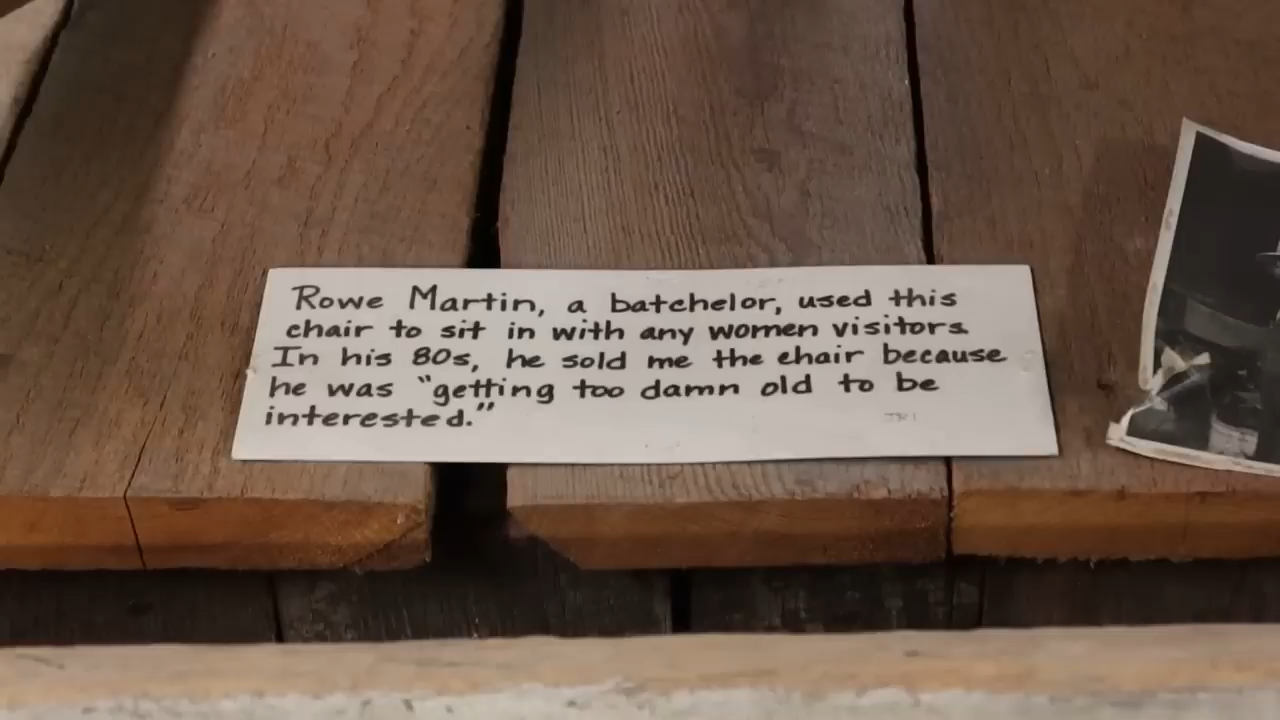 Rowe Martin, a batchelor, used this
chair to sit in with any women visitors.
In his 80s, he sold me the chair because
he was "getting too damn old to be
interested."